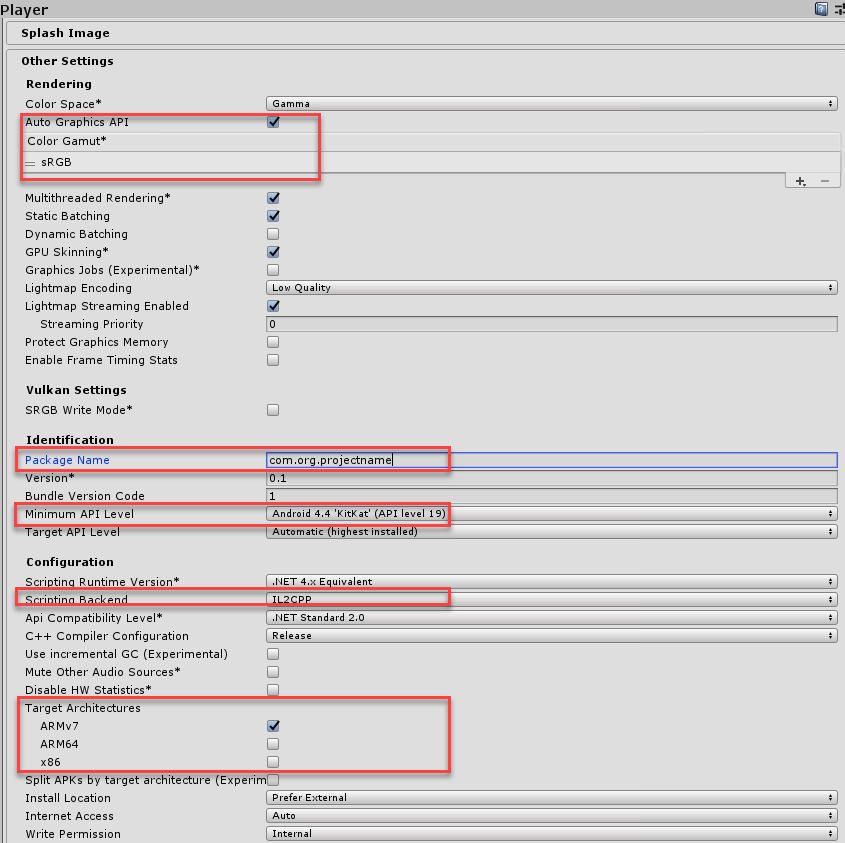 Player
Splash Image
Other Settings
Rendering
Color Space* Gamma
Auto Graphics API
Color Gamut*
sRGB
Multithreaded Rendering*
Static Batching
Dynamic Batching
GPU Skinning*
Graphics Jobs (Experimental)*
Lightmap Encoding Low Quality
Lightmap Streaming Enabled
Streaming Priority 0
Protect Graphics Memory
Enable Frame Timing Stats
Vulkan Settings
SRGB Write Mode*
Identification
Package Name com.org.projectname
Version* 0.1
Bundle Version Code 1
Minimum API Level Android 4.4 'KitKat' (API level 19)
Target API Level Automatic (highest installed)
Configuration
Scripting Runtime Version* .NET 4.x Equivalent
Scripting Backend IL2CPP
Api Compatibility Level* .NET Standard 2.0
C++ Compiler Configuration Release
Use incremental GC (Experimental)
Mute Other Audio Sources*
Disable HW Statistics*
Target Architectures
ARMv7
ARM64
x86
Split APKs by target architecture (Experim
Install Location Prefer External
Internet Access Auto
Write Permission Internal